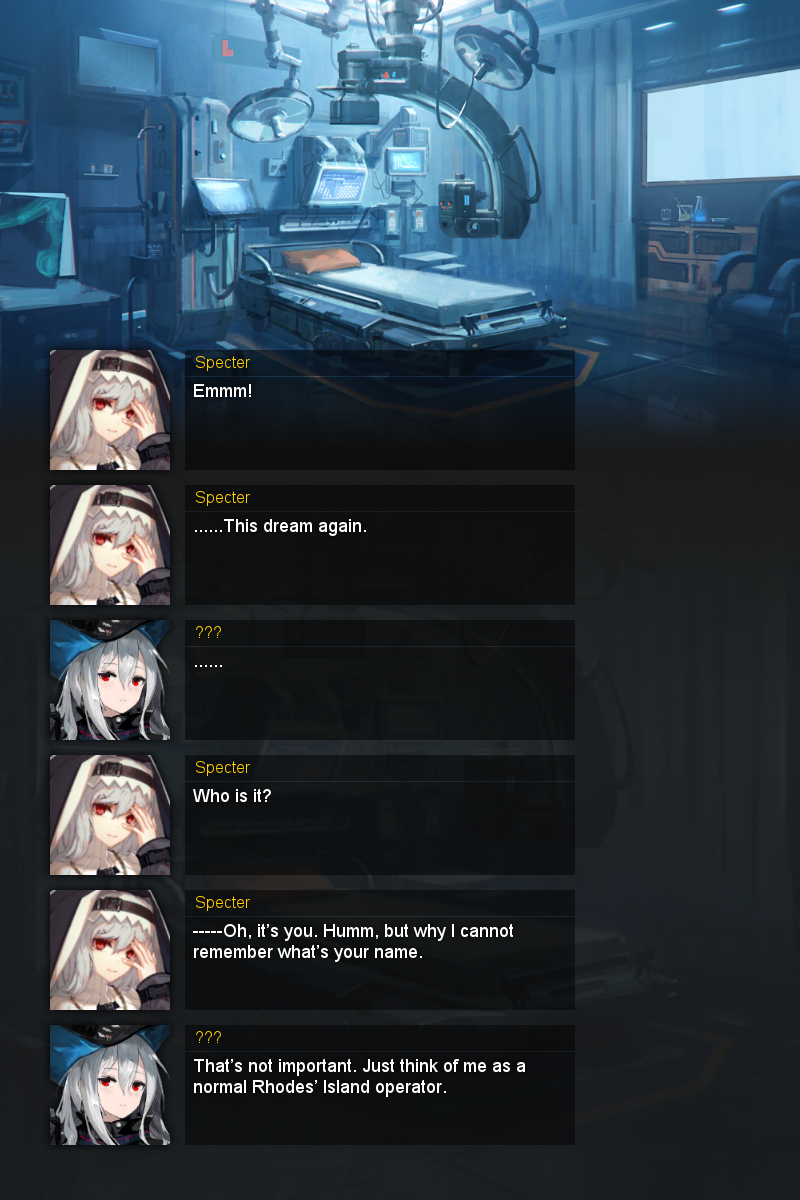 Specter
Emmm!
Specter
......This dream again.
???
......
Specter
Who is it?
Specter
-----Oh, it's you. Humm, but why I cannot
remember what's your name.
???
That's not important. Just think of me as a
normal Rhodes' Island operator.